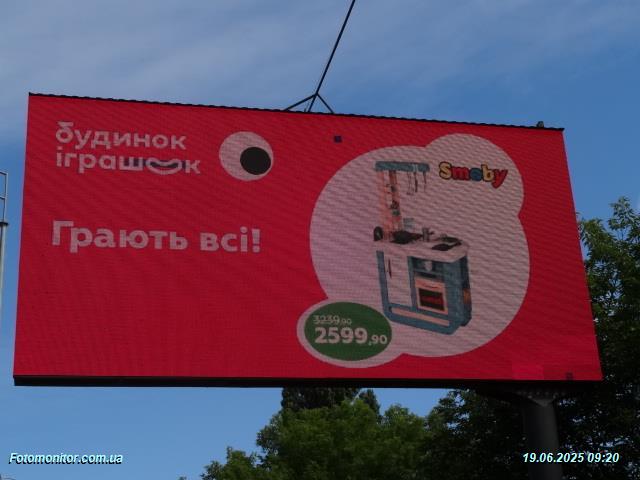 будинок
іграшок
Грають всі!
Smoby
3239,90
2599,90
Fotomonitor.com.ua
19.06.2025 09:20